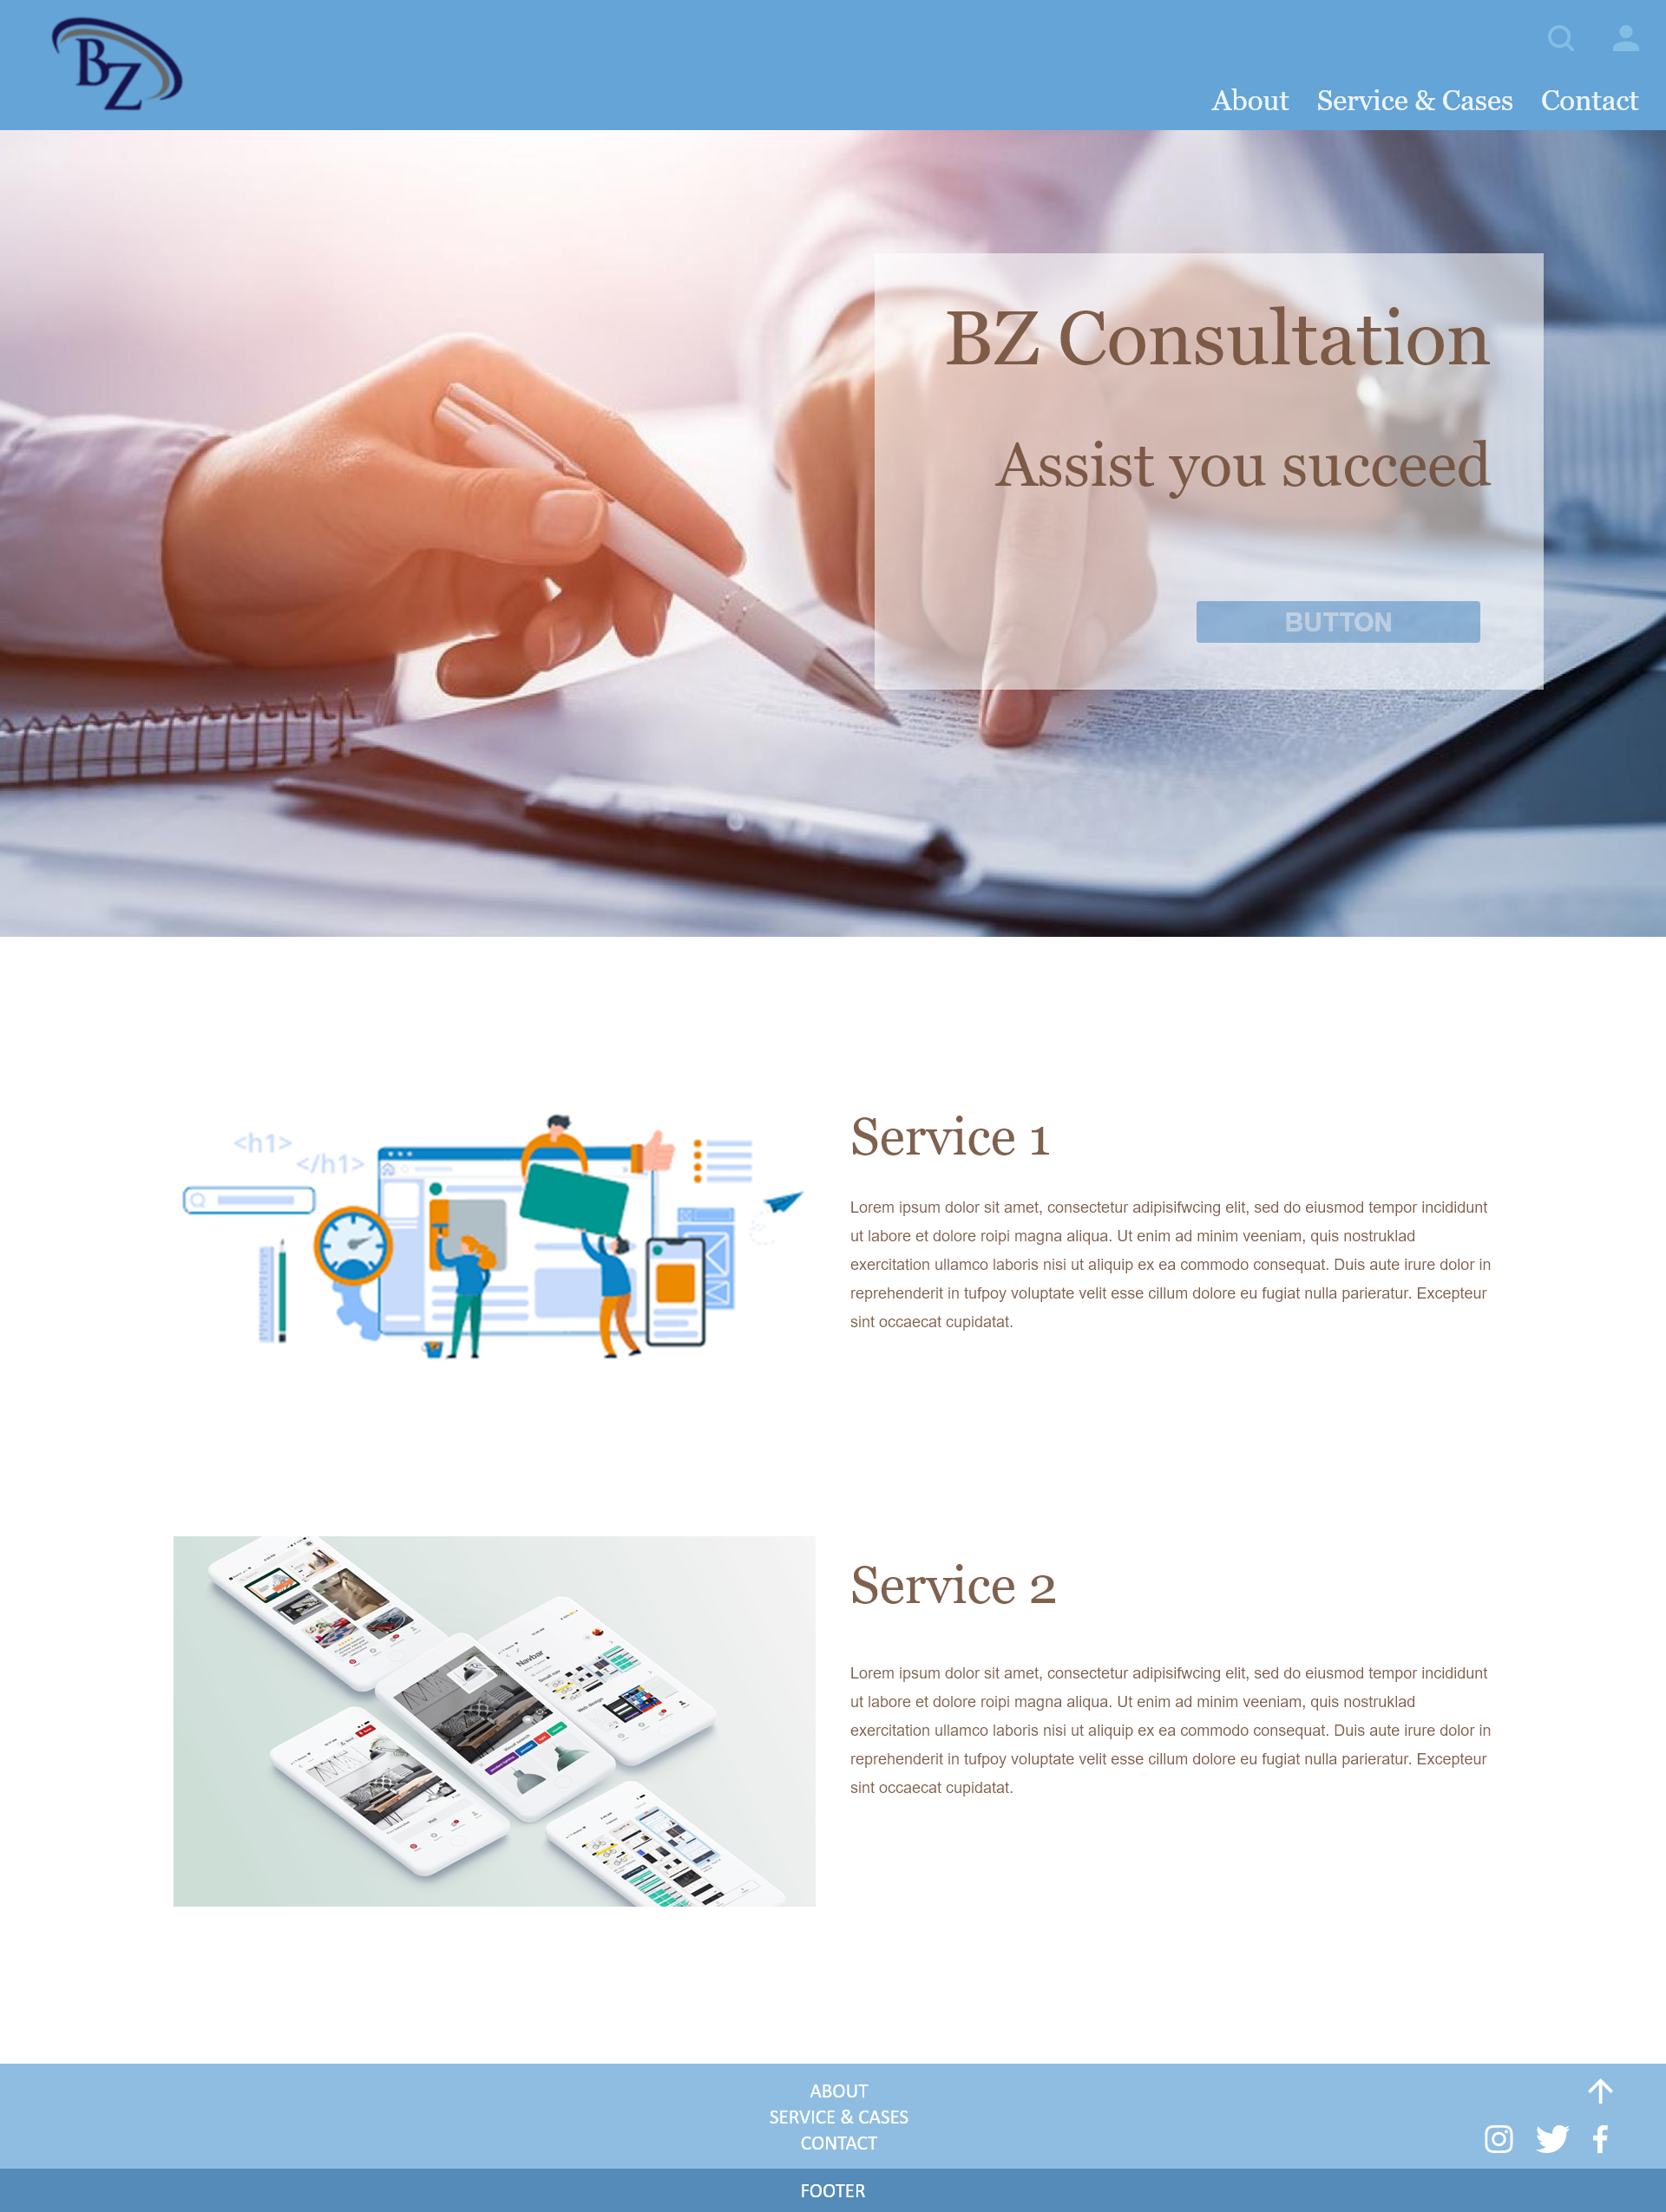 BZ
About Service & Cases Contact
BZ Consultation
Assist you succeed
BUTTON
<h1>
</h1>
Service 1
Lorem ipsum dolor sit amet, consectetur adipisifwcing elit, sed do eiusmod tempor incididunt
ut labore et dolore roipi magna aliqua. Ut enim ad minim veeniam, quis nostruklad
exercitation ullamco laboris nisi ut aliquip ex ea commodo consequat. Duis aute irure dolor in
reprehenderit in tufpoy voluptate velit esse cillum dolore eu fugiat nulla parieratur. Excepteur
sint occaecat cupidatat.
Navbar
Service 2
Lorem ipsum dolor sit amet, consectetur adipisifwcing elit, sed do eiusmod tempor incididunt
ut labore et dolore roipi magna aliqua. Ut enim ad minim veeniam, quis nostruklad
exercitation ullamco laboris nisi ut aliquip ex ea commodo consequat. Duis aute irure dolor in
reprehenderit in tufpoy voluptate velit esse cillum dolore eu fugiat nulla parieratur. Excepteur
sint occaecat cupidatat.
ABOUT
SERVICE & CASES
CONTACT
FOOTER